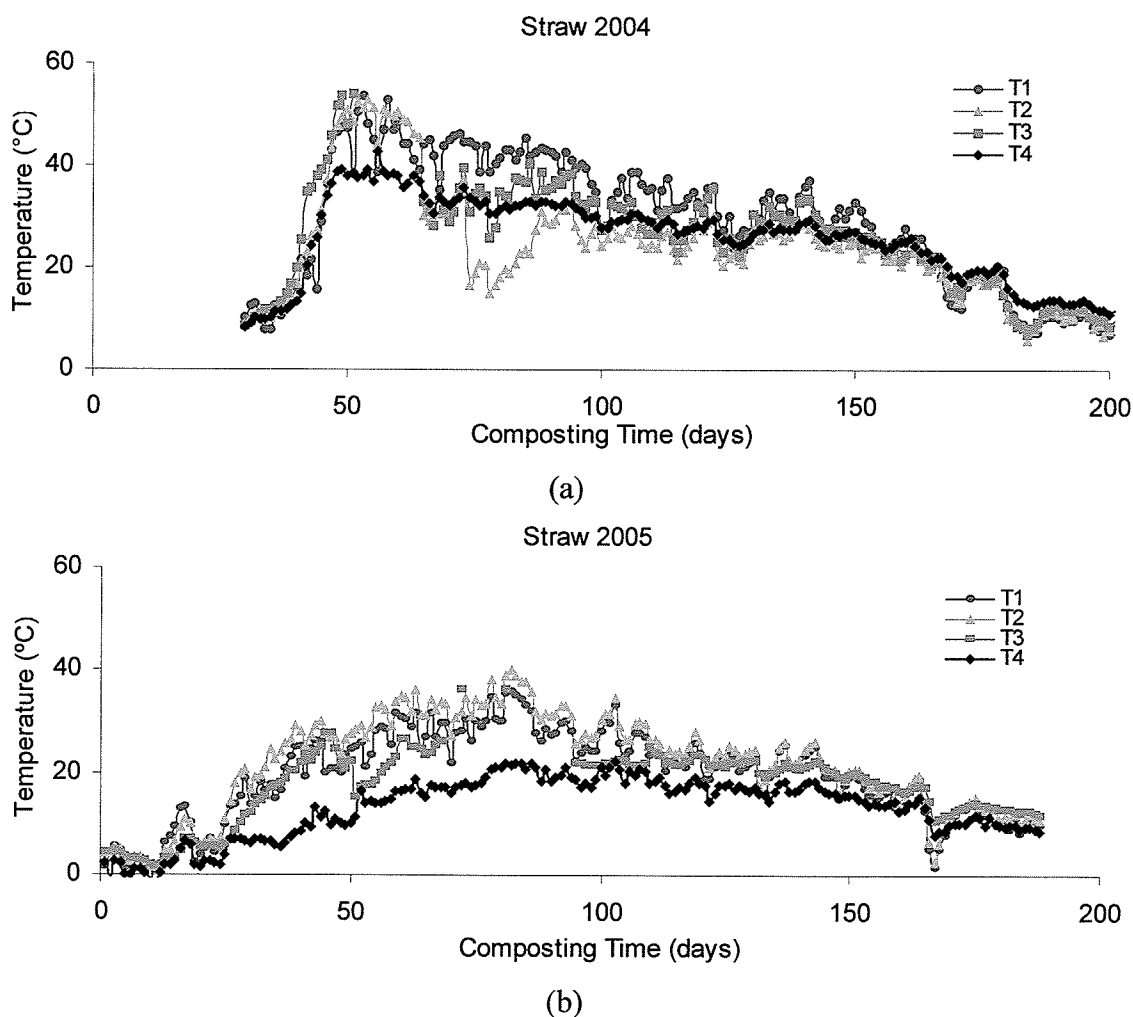 Straw 2004
60
40
20
0
Temperature (°C)
T1
T2
T3
T4
0 50 100 150 200
Composting Time (days)
(a)
Straw 2005
60
40
20
0
Temperature (ºC)
T1
T2
T3
T4
0 50 100 150 200
Composting Time (days)
(b)